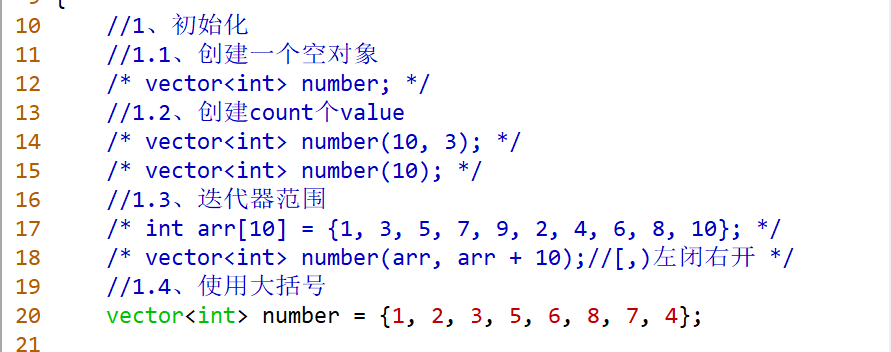 {
10 //1、初始化
11 //1.1、创建一个空对象
12 /* vector<int> number; */
13 //1.2、创建count个value
14 /* vector<int> number(10, 3); */
15 /* vector<int> number(10); */
16 //1.3、迭代器范围
17 /* int arr[10] = {1, 3, 5, 7, 9, 2, 4, 6, 8, 10}; */
18 /* vector<int> number(arr, arr + 10);//[,)左闭右开 */
19 //1.4、使用大括号
20 vector<int> number = {1, 2, 3, 5, 6, 8, 7, 4};
21